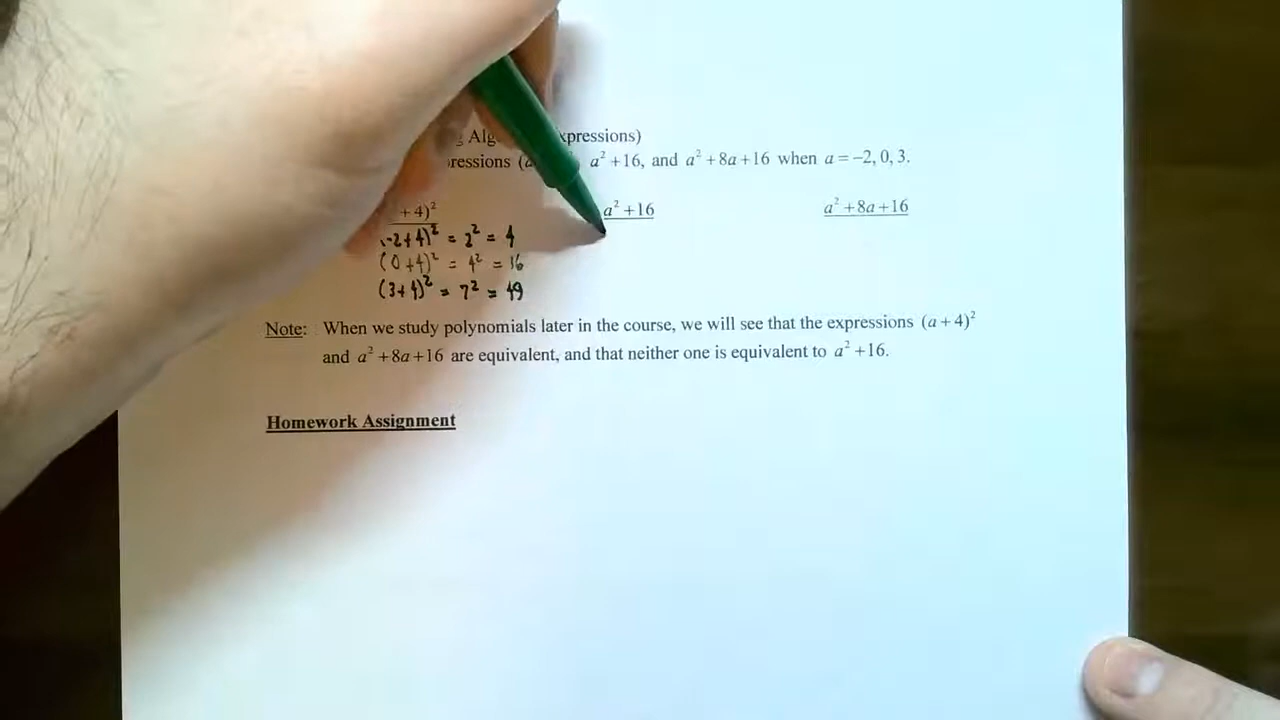 Alg xpressions)
ressions (a a² +16, and a² +8a+16 when a = −2, 0, 3.
+ 4)² a² +16 a² +8a+16
-2+4)² = 2² = 4
(0+4)² = 4² = 16
(3+4)² = 7² = 49
Note: When we study polynomials later in the course, we will see that the expressions (a + 4)²
and a² +8a+16 are equivalent, and that neither one is equivalent to a² +16.
Homework Assignment